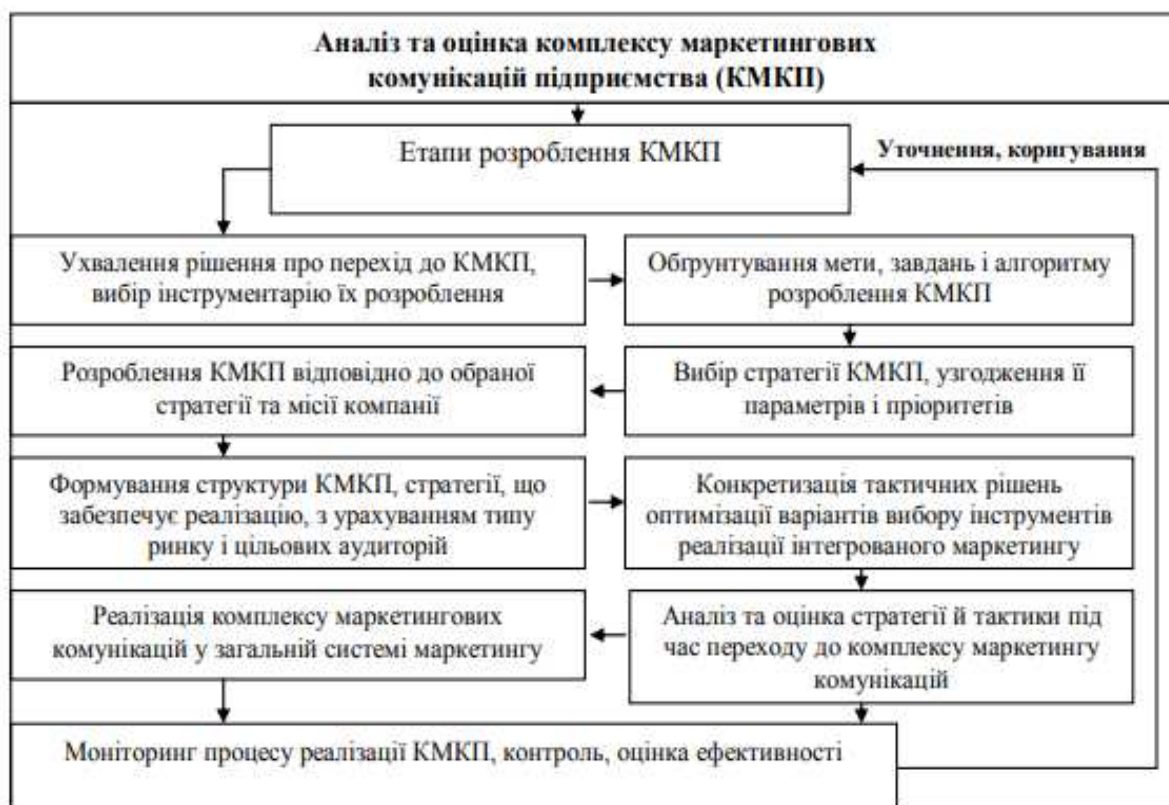 Аналіз та оцінка комплексу маркетингових
комунікацій підприємства (КМКП)
Етапи розроблення КМКП
Уточнення, коригування
Ухвалення рішення про перехід до КМКП,
вибір інструментарію їх розроблення
Обґрунтування мети, завдань і алгоритму
розроблення КМКП
Розроблення КМКП відповідно до обраної
стратегії та місії компанії
Вибір стратегії КМКП, узгодження її
параметрів і пріоритетів
Формування структури КМКП, стратегії, що
забезпечує реалізацію, з урахуванням типу
ринку і цільових аудиторій
Конкретизація тактичних рішень
оптимізації варіантів вибору інструментів
реалізації інтегрованого маркетингу
Реалізація комплексу маркетингових
комунікацій у загальній системі маркетингу
Аналіз та оцінка стратегії й тактики під
час переходу до комплексу маркетингу
комунікацій
Моніторинг процесу реалізації КМКП, контроль, оцінка ефективності